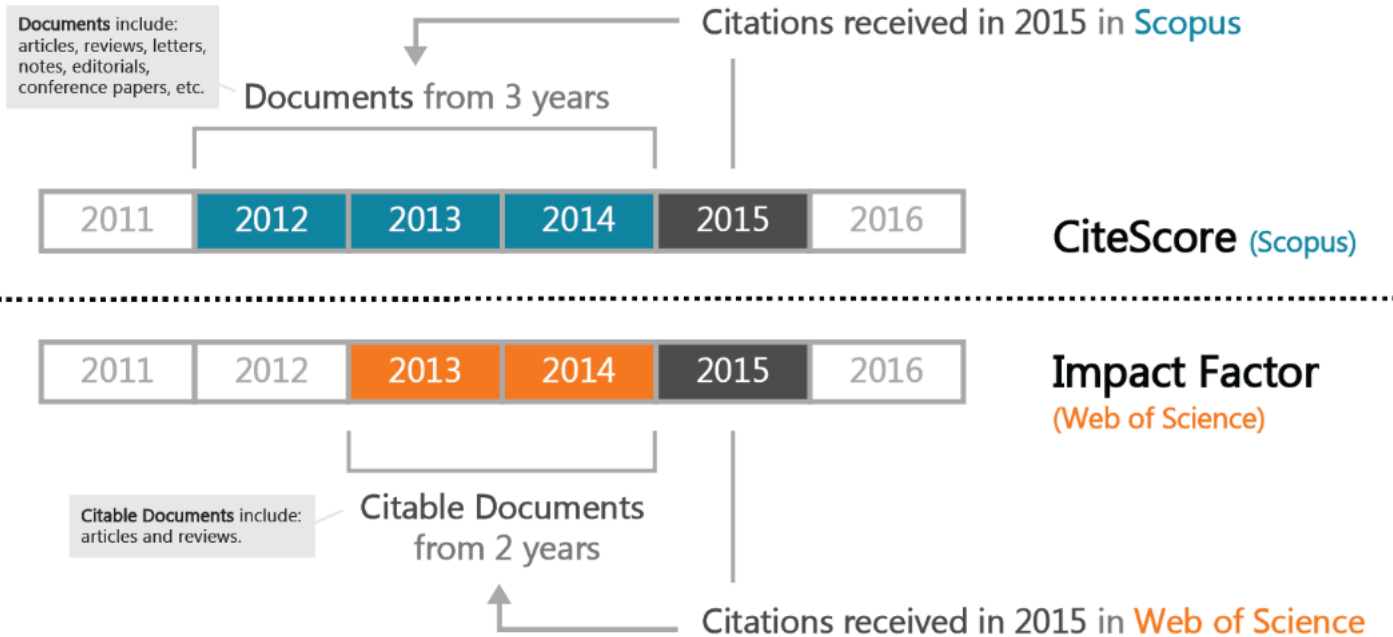 Documents include:
articles, reviews, letters,
notes, editorials,
conference papers, etc.
Citations received in 2015 in Scopus
Documents from 3 years
2011 2012 2013 2014 2015 2016
CiteScore (Scopus)
2011 2012 2013 2014 2015 2016
Impact Factor
(Web of Science)
Citable Documents include:
articles and reviews.
Citable Documents
from 2 years
Citations received in 2015 in Web of Science